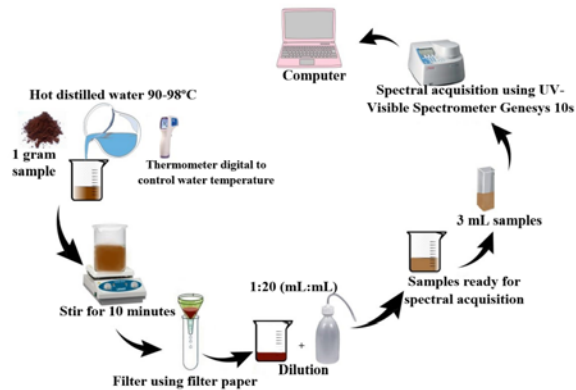 Hot distilled water 90-98°C
1 gram
sample
Thermometer digital to
control water temperature
Stir for 10 minutes
Filter using filter paper
1:20 (mL:mL)
+
Dilution
Samples ready for
spectral acquisition
3 mL samples
Spectral acquisition using UV-
Visible Spectrometer Genesys 10s
Computer